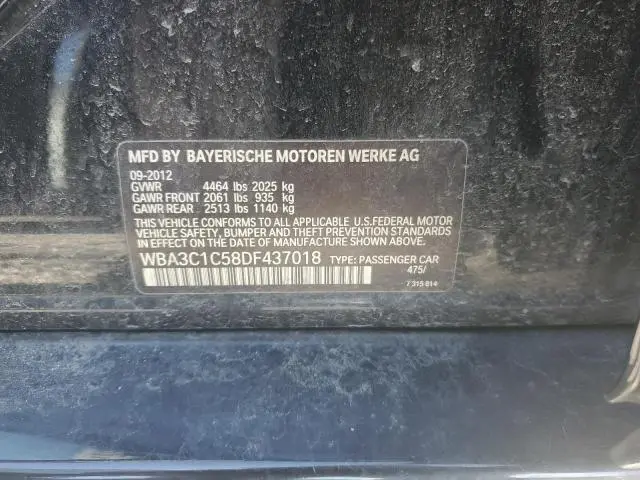 MFD BY BAYERISCHE MOTOREN WERKE AG
09-2012
GVWR 4464 lbs 2025 kg
GAWR FRONT 2061 lbs 935 kg
GAWR REAR 2513 lbs 1140 kg
THIS VEHICLE CONFORMS TO ALL APPLICABLE U.S.FEDERAL MOTOR
VEHICLE SAFETY, BUMPER AND THEFT PREVENTION STANDARDS
IN EFFECT ON THE DATE OF MANUFACTURE SHOWN ABOVE.
WBA3C1C58DF437018 TYPE: PASSENGER CAR
475/
7 315 814